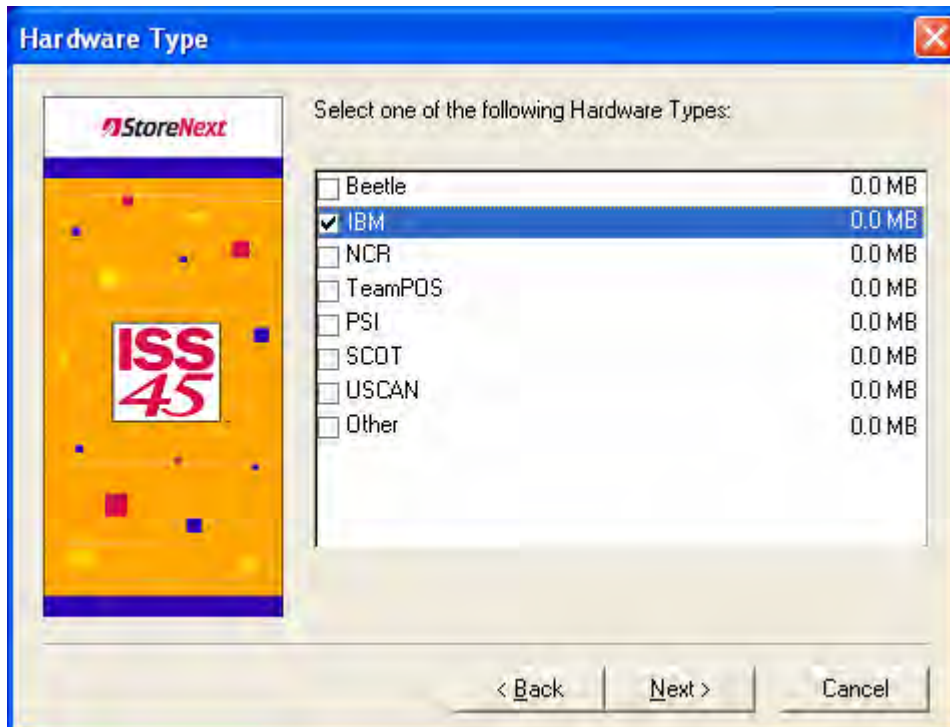 Hardware Type
StoreNext
ISS
45
Select one of the following Hardware Types:
Beetle 0.0 MB
IBM 0.0 MB
NCR 0.0 MB
TeamPOS 0.0 MB
PSI 0.0 MB
SCOT 0.0 MB
USCAN 0.0 MB
Other 0.0 MB
< Back Next > Cancel